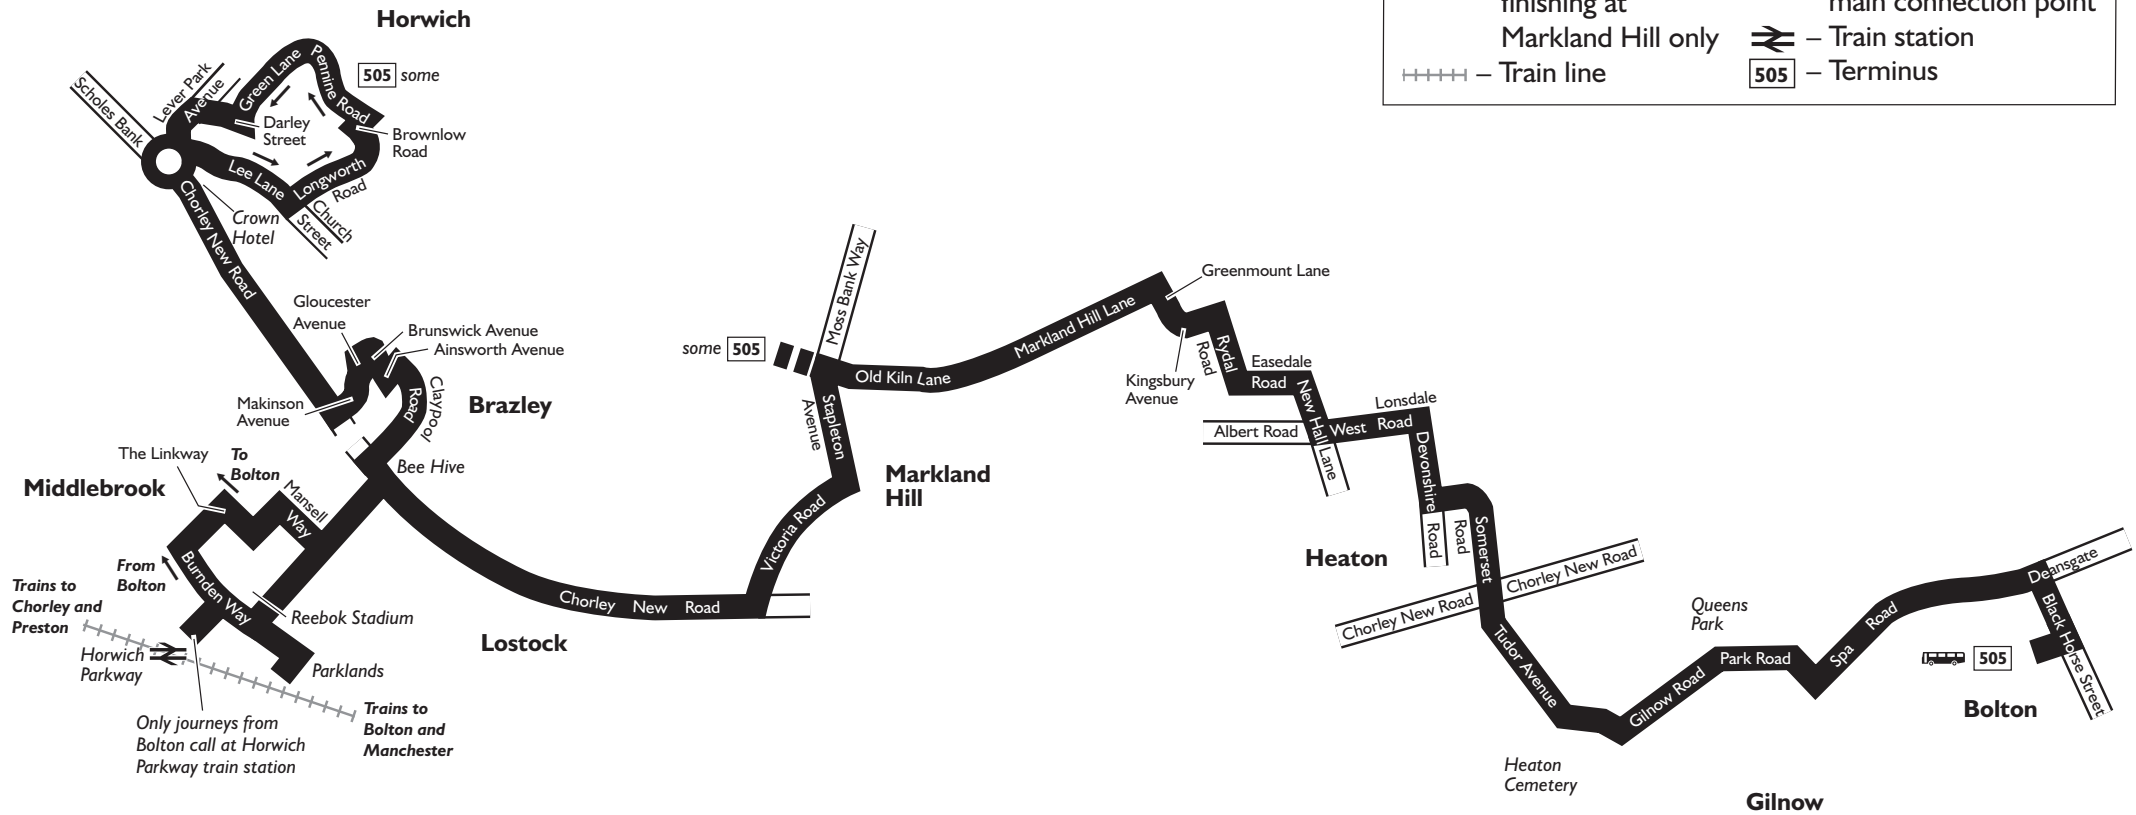 Horwich
finishing at
main connection point
Markland Hill only
– Train station
– Train line
505 – Terminus
505 some
Scholes Bank
Lever Park
Avenue
Green Lane
Pennine Road
Darley
Street
Brownlow
Road
Lee Lane
Longworth
Road
Church
Street
Crown
Hotel
Chorley New Road
Gloucester
Avenue
Brunswick Avenue
Ainsworth Avenue
Claypool
Road
Makinson
Avenue
Brazley
Bee Hive
The Linkway
To
Bolton
Middlebrook
Mansell
Way
From
Bolton
Burnden Way
Trains to
Chorley and
Preston
Reebok Stadium
Horwich
Parkway
Parklands
Only journeys from
Bolton call at Horwich
Parkway train station
Trains to
Bolton and
Manchester
Lostock
Chorley New Road
Victoria Road
Stapleton
Avenue
Markland
Hill
some 505
Moss Bank Way
Old Kiln Lane
Markland Hill Lane
Greenmount Lane
Kingsbury
Avenue
Rydal
Road
Easedale
Road
New Hall Lane
Albert Road
West Road
Lonsdale
Devonshire
Road
Road
Somerset
Heaton
Chorley New Road
Chorley New Road
Tudor Avenue
Heaton
Cemetery
Gilnow Road
Queens
Park
Park Road
Gilnow
Spa Road
Deansgate
Black Horse Street
505
Bolton